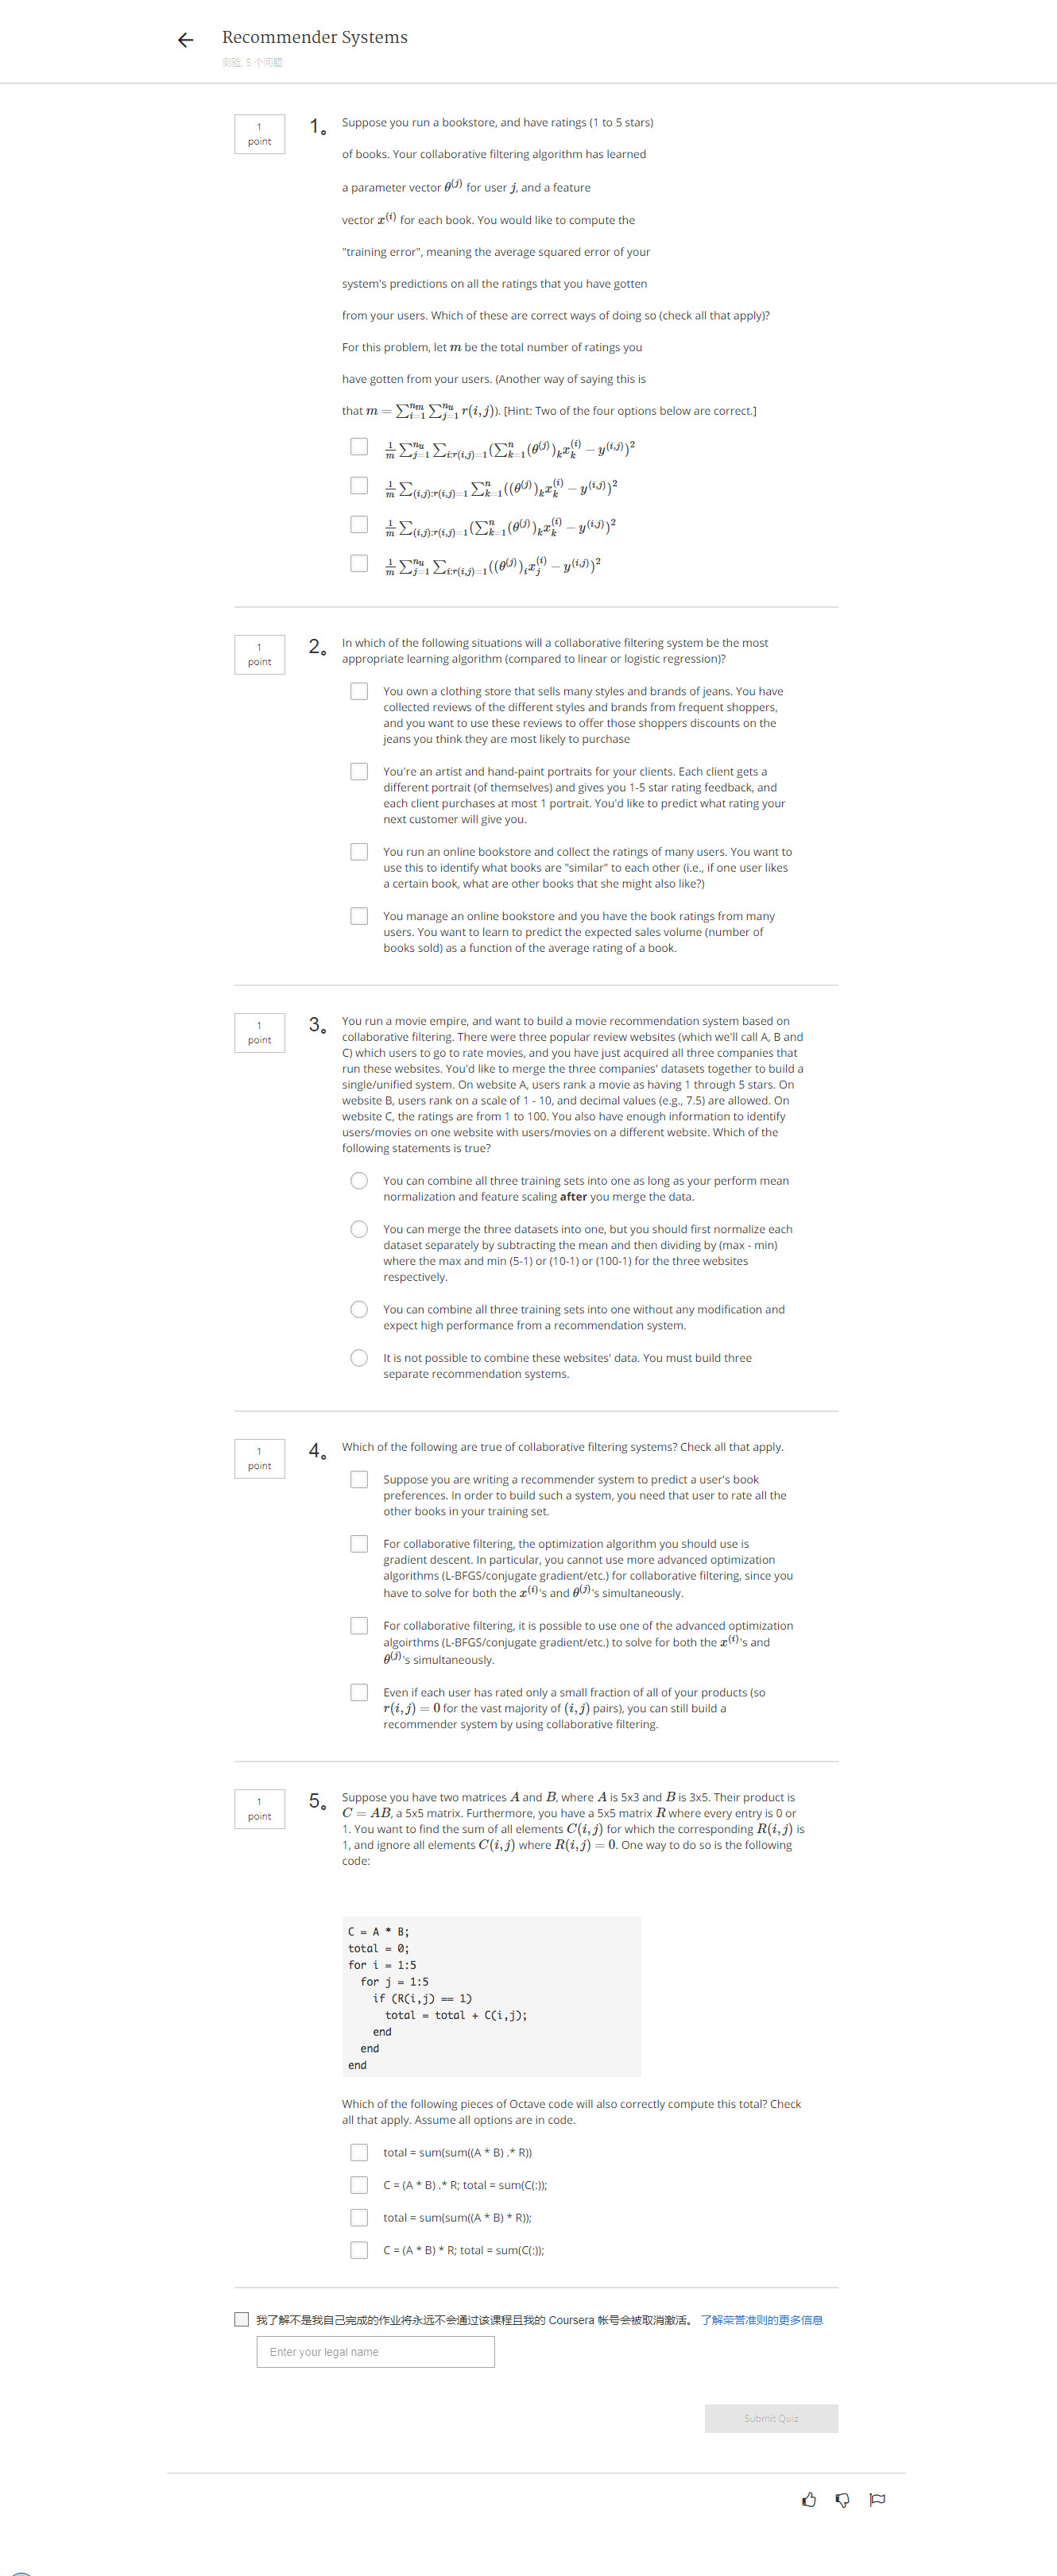 Recommender Systems
测验, 5 个问题
1
point
1。
Suppose you run a bookstore, and have ratings (1 to 5 stars)
of books. Your collaborative filtering algorithm has learned
a parameter vector θ^(j) for user j, and a feature
vector x^(i) for each book. You would like to compute the
"training error", meaning the average squared error of your
system's predictions on all the ratings that you have gotten
from your users. Which of these are correct ways of doing so (check all that apply)?
For this problem, let m be the total number of ratings you
have gotten from your users. (Another way of saying this is
that m = ∑_{i=1}^{n_m} ∑_{j=1}^{n_u} r(i, j)). [Hint: Two of the four options below are correct.]
1/m ∑_{j=1}^{n_u} ∑_{i:r(i,j)=1} (∑_{k=1}^{n} (θ^(j))_k x_k^(i) − y^(i,j))^2
1/m ∑_{(i,j):r(i,j)=1} ∑_{k=1}^{n} ((θ^(j))_k x_k^(i) − y^(i,j))^2
1/m ∑_{(i,j):r(i,j)=1} (∑_{k=1}^{n} (θ^(j))_k x_k^(i) − y^(i,j))^2
1/m ∑_{j=1}^{n_u} ∑_{i:r(i,j)=1} ((θ^(j))_i x_j^(i) − y^(i,j))^2
1
point
2。
In which of the following situations will a collaborative filtering system be the most
appropriate learning algorithm (compared to linear or logistic regression)?
You own a clothing store that sells many styles and brands of jeans. You have
collected reviews of the different styles and brands from frequent shoppers,
and you want to use these reviews to offer those shoppers discounts on the
jeans you think they are most likely to purchase
You're an artist and hand-paint portraits for your clients. Each client gets a
different portrait (of themselves) and gives you 1-5 star rating feedback, and
each client purchases at most 1 portrait. You'd like to predict what rating your
next customer will give you.
You run an online bookstore and collect the ratings of many users. You want to
use this to identify what books are "similar" to each other (i.e., if one user likes
a certain book, what are other books that she might also like?)
You manage an online bookstore and you have the book ratings from many
users. You want to learn to predict the expected sales volume (number of
books sold) as a function of the average rating of a book.
1
point
3。
You run a movie empire, and want to build a movie recommendation system based on
collaborative filtering. There were three popular review websites (which we'll call A, B and
C) which users to go to rate movies, and you have just acquired all three companies that
run these websites. You'd like to merge the three companies' datasets together to build a
single/unified system. On website A, users rank a movie as having 1 through 5 stars. On
website B, users rank on a scale of 1 - 10, and decimal values (e.g., 7.5) are allowed. On
website C, the ratings are from 1 to 100. You also have enough information to identify
users/movies on one website with users/movies on a different website. Which of the
following statements is true?
You can combine all three training sets into one as long as your perform mean
normalization and feature scaling after you merge the data.
You can merge the three datasets into one, but you should first normalize each
dataset separately by subtracting the mean and then dividing by (max - min)
where the max and min (5-1) or (10-1) or (100-1) for the three websites
respectively.
You can combine all three training sets into one without any modification and
expect high performance from a recommendation system.
It is not possible to combine these websites' data. You must build three
separate recommendation systems.
1
point
4。
Which of the following are true of collaborative filtering systems? Check all that apply.
Suppose you are writing a recommender system to predict a user's book
preferences. In order to build such a system, you need that user to rate all the
other books in your training set.
For collaborative filtering, the optimization algorithm you should use is
gradient descent. In particular, you cannot use more advanced optimization
algorithms (L-BFGS/conjugate gradient/etc.) for collaborative filtering, since you
have to solve for both the x^(i)'s and θ^(j)'s simultaneously.
For collaborative filtering, it is possible to use one of the advanced optimization
algoirthms (L-BFGS/conjugate gradient/etc.) to solve for both the x^(i)'s and
θ^(j)'s simultaneously.
Even if each user has rated only a small fraction of all of your products (so
r(i, j) = 0 for the vast majority of (i, j) pairs), you can still build a
recommender system by using collaborative filtering.
1
point
5。
Suppose you have two matrices A and B, where A is 5x3 and B is 3x5. Their product is
C = AB, a 5x5 matrix. Furthermore, you have a 5x5 matrix R where every entry is 0 or
1. You want to find the sum of all elements C(i, j) for which the corresponding R(i, j) is
1, and ignore all elements C(i, j) where R(i, j) = 0. One way to do so is the following
code:
C = A * B;
total = 0;
for i = 1:5
for j = 1:5
if (R(i,j) == 1)
total = total + C(i,j);
end
end
end
Which of the following pieces of Octave code will also correctly compute this total? Check
all that apply. Assume all options are in code.
total = sum(sum((A * B) .* R))
C = (A * B) .* R; total = sum(C(:));
total = sum(sum((A * B) * R));
C = (A * B) * R; total = sum(C(:));
我了解不是我自己完成的作业将永远不会通过该课程且我的 Coursera 帐号会被取消激活。 了解荣誉准则的更多信息
Enter your legal name
Submit Quiz